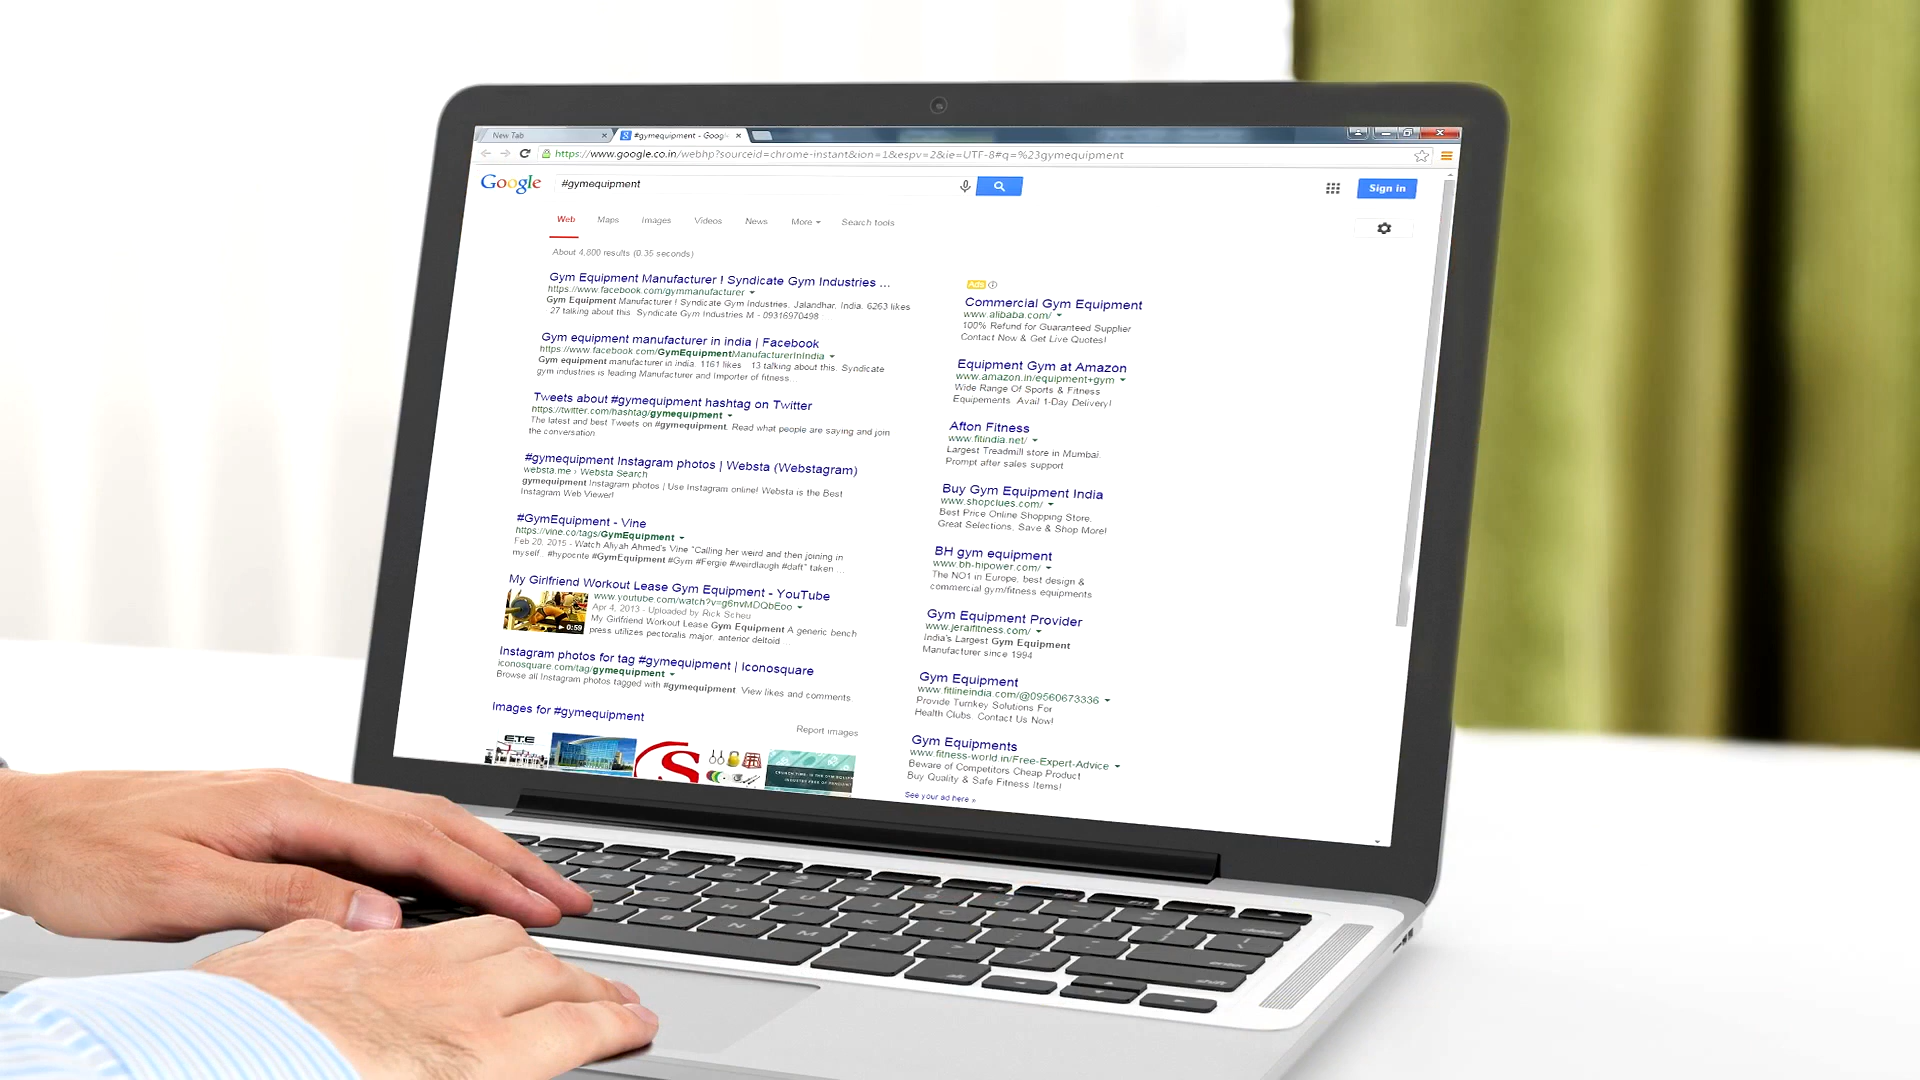 New Tab
#gymequipment - Goog
https://www.google.co.in/webhp?sourceid=chrome-instant&ion=1&espv=2&ie=UTF-8#q=%23gymequipment
Google
#gymequipment
Sign in
Web Maps Images Videos News More Search tools
About 4,800 results (0.35 seconds)
Gym Equipment Manufacturer ! Syndicate Gym Industries ...
https://www.facebook.com/gymmanufacturer
Gym Equipment Manufacturer ! Syndicate Gym Industries, Jalandhar, India. 6263 likes
27 talking about this. Syndicate Gym Industries M - 09316970498
Gym equipment manufacturer in india | Facebook
https://www.facebook.com/GymEquipmentManufacturerInIndia
Gym equipment manufacturer in india. 1161 likes 13 talking about this. Syndicate
gym industries is leading Manufacturer and Importer of fitness...
Tweets about #gymequipment hashtag on Twitter
https://twitter.com/hashtag/gymequipment
The latest and best Tweets on #gymequipment. Read what people are saying and join
the conversation
#gymequipment Instagram photos | Websta (Webstagram)
websta.me › Websta Search
gymequipment Instagram photos | Use Instagram online! Websta is the Best
Instagram Web Viewer!
#GymEquipment - Vine
https://vine.co/tags/GymEquipment
Feb 20, 2015 - Watch Aliyah Ahmed's Vine "Calling her weird and then joining in
myself.. #hypocrite #GymEquipment #Gym #Fergie #weirdlaugh #daft" taken ...
My Girlfriend Workout Lease Gym Equipment - YouTube
www.youtube.com/watch?v=g6nvMDQbEoo
Apr 4, 2013 - Uploaded by Rick Scheu
My Girlfriend Workout Lease Gym Equipment A generic bench
press utilizes pectoralis major, anterior deltoid ...
0:59
Instagram photos for tag #gymequipment | Iconosquare
iconosquare.com/tag/gymequipment
Browse all Instagram photos tagged with #gymequipment. View likes and comments.
Images for #gymequipment
Report images
E.T.E
S
Ads
Commercial Gym Equipment
www.alibaba.com/
100% Refund for Guaranteed Supplier
Contact Now & Get Live Quotes!
Equipment Gym at Amazon
www.amazon.in/equipment+gym
Wide Range Of Sports & Fitness
Equipements. Avail 1-Day Delivery!
Afton Fitness
www.fitindia.net/
Largest Treadmill store in Mumbai.
Prompt after sales support
Buy Gym Equipment India
www.shopclues.com/
Best Price Online Shopping Store.
Great Selections, Save & Shop More!
BH gym equipment
www.bh-hipower.com/
The NO1 in Europe, best design &
commercial gym/fitness equipments
Gym Equipment Provider
www.jeraifitness.com/
India's Largest Gym Equipment
Manufacturer since 1994
Gym Equipment
www.fitlineindia.com/@09560673336
Provide Turnkey Solutions For
Health Clubs. Contact Us Now!
Gym Equipments
www.fitness-world.in/Free-Expert-Advice
Beware of Competitors Cheap Product
Buy Quality & Safe Fitness Items!
See your ad here »